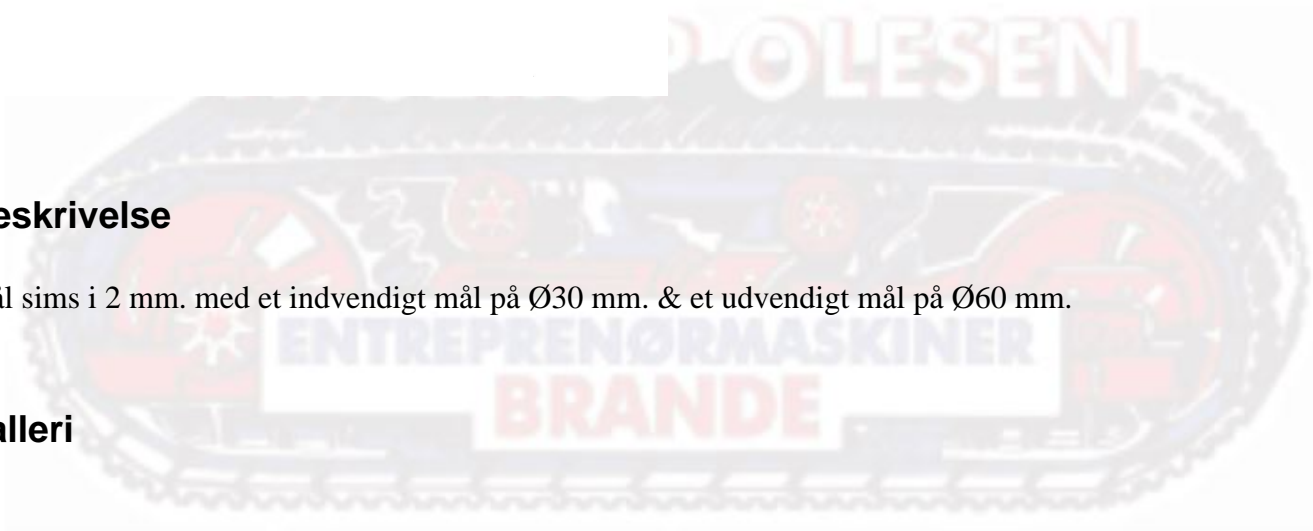 P OLESEN
eskrivelse
ål sims i 2 mm. med et indvendigt mål på Ø30 mm. & et udvendigt mål på Ø60 mm.
ENTREPRENØRMASKINER
BRANDE
alleri